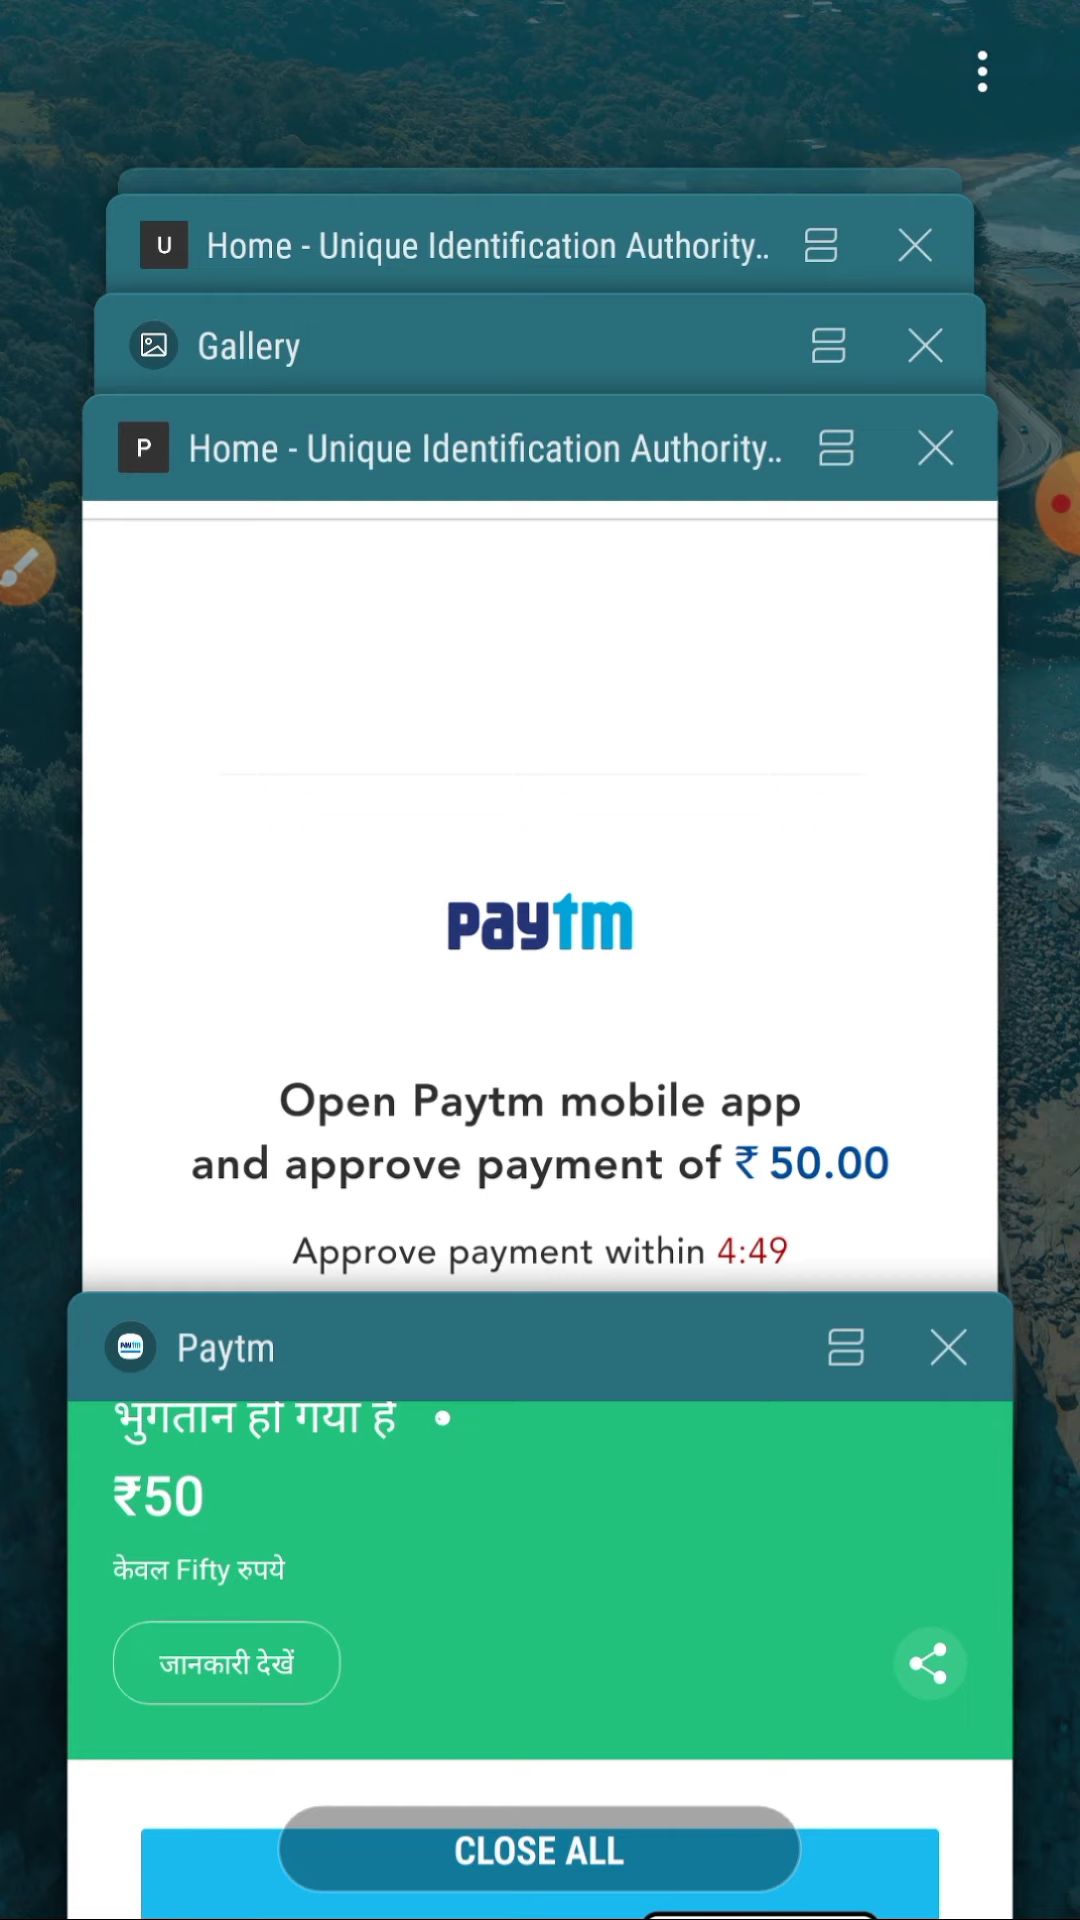 U Home - Unique Identification Authority..
Gallery
P Home - Unique Identification Authority..
paytm
Open Paytm mobile app
and approve payment of ₹ 50.00
Approve payment within 4:49
Paytm
भुगतान हो गया है
₹50
केवल Fifty रुपये
जानकारी देखें
CLOSE ALL